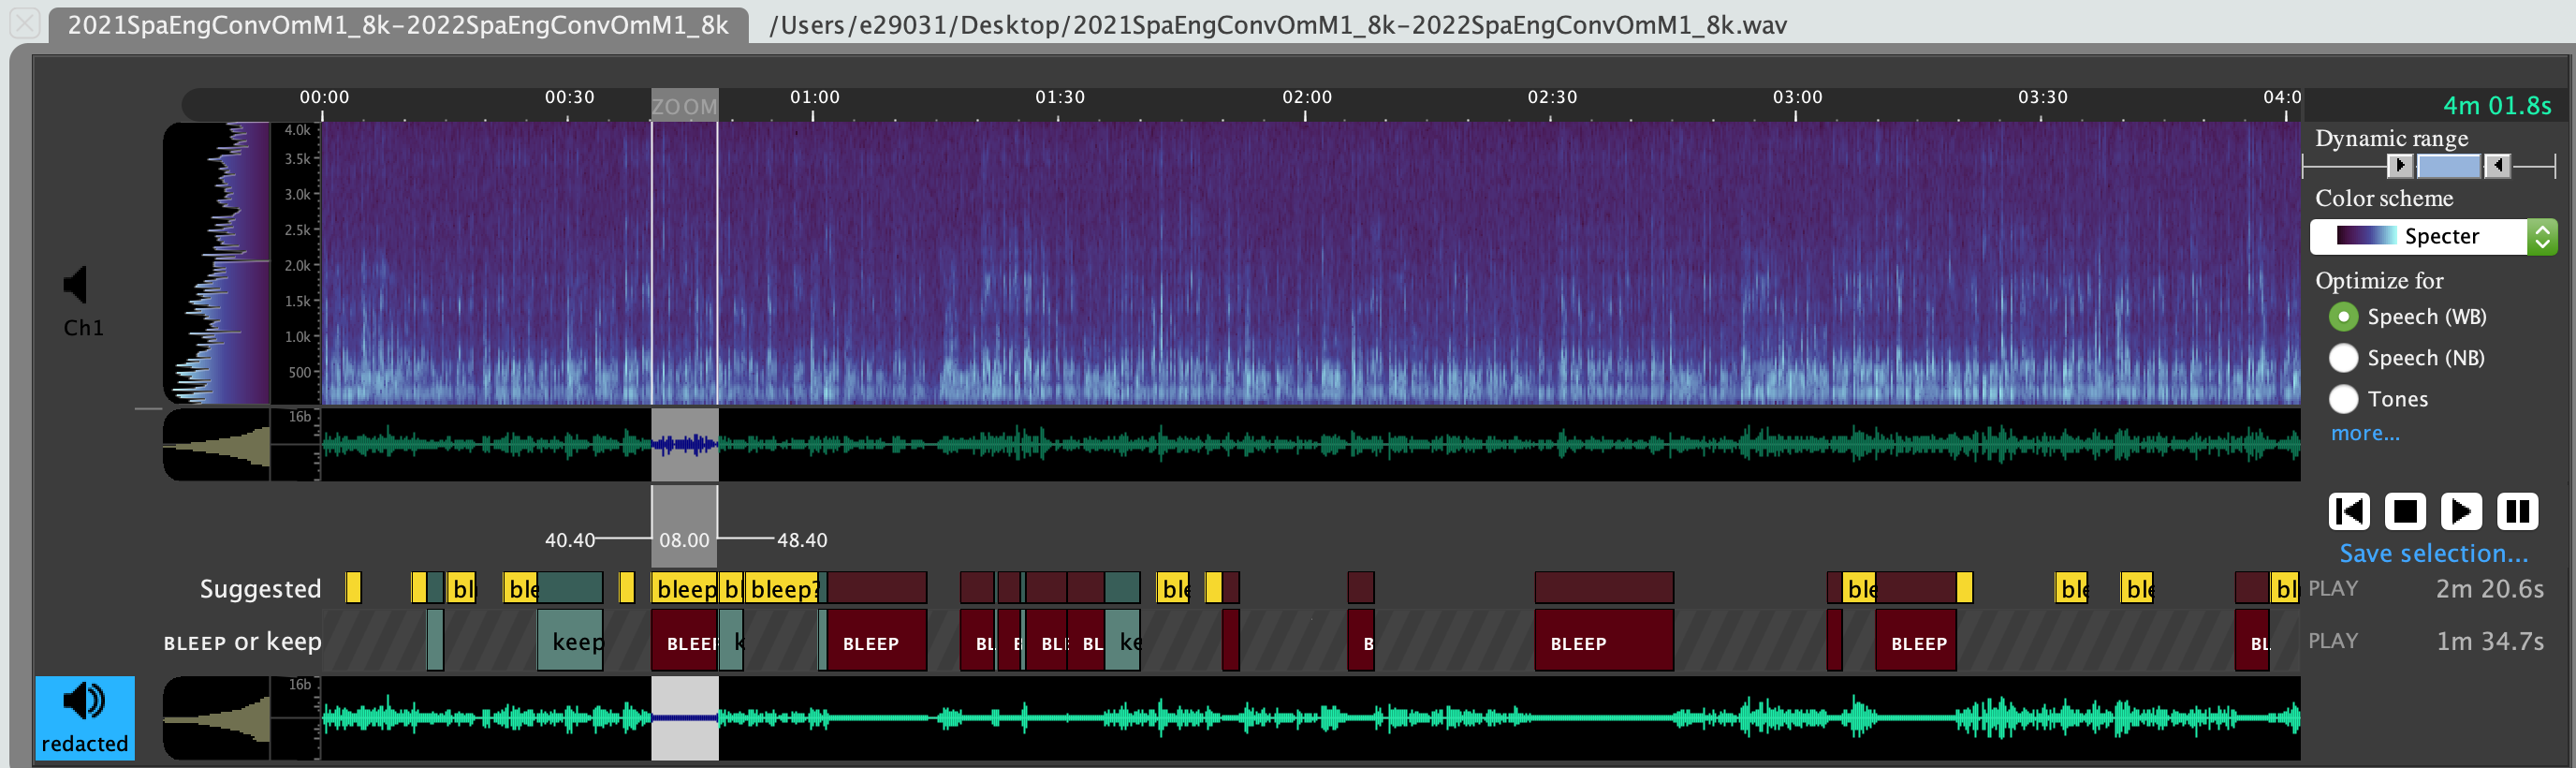 2021SpaEngConvOmM1_8k-2022SpaEngConvOmM1_8k /Users/e29031/Desktop/2021SpaEngConvOmM1_8k-2022SpaEngConvOmM1_8k.wav
00:00 00:30 01:00 01:30 02:00 02:30 03:00 03:30 04:0
ZOOM
4m 01.8s
4.0k
3.5k
3.0k
2.5k
2.0k
1.5k
1.0k
500
Ch1
Dynamic range
Color scheme
Specter
Optimize for
Speech (WB)
Speech (NB)
Tones
more...
16b
40.40 08.00 48.40
Save selection...
Suggested bl ble bleep b bleep? ble ble ble ble bl PLAY 2m 20.6s
BLEEP or keep keep BLEEP k BLEEP BL B BL BL ke B BLEEP BLEEP BL PLAY 1m 34.7s
16b
redacted